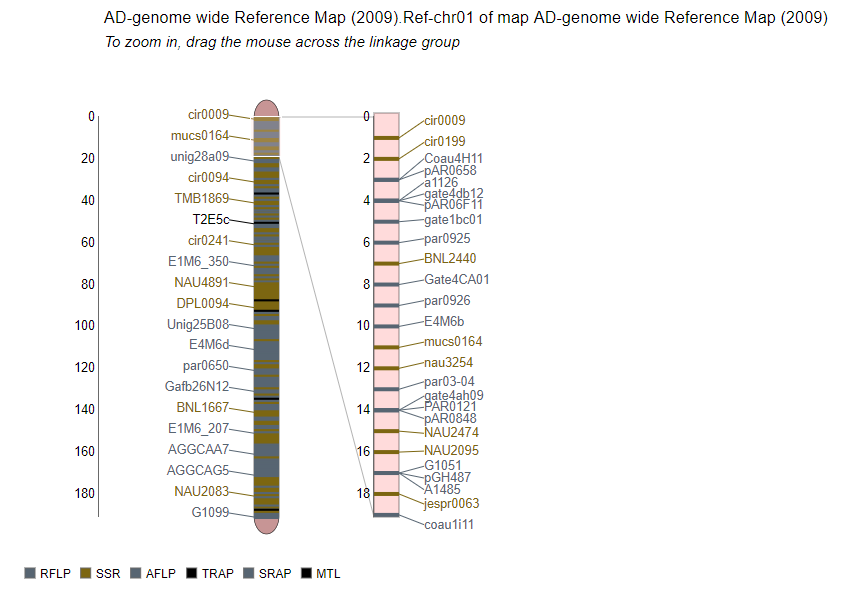 AD-genome wide Reference Map (2009).Ref-chr01 of map AD-genome wide Reference Map (2009)
To zoom in, drag the mouse across the linkage group
0
20
40
60
80
100
120
140
160
180
cir0009
mucs0164
unig28a09
cir0094
TMB1869
T2E5c
cir0241
E1M6_350
NAU4891
DPL0094
Unig25B08
E4M6d
par0650
Gafb26N12
BNL1667
E1M6_207
AGGCAA7
AGGCAG5
NAU2083
G1099
0
2
4
6
8
10
12
14
16
18
cir0009
cir0199
Coau4H11
pAR0658
a1126
gate4db12
pAR06F11
gate1bc01
par0925
BNL2440
Gate4CA01
par0926
E4M6b
mucs0164
nau3254
par03-04
gate4ah09
PAR0121
pAR0848
NAU2474
NAU2095
G1051
pGH487
A1485
jespr0063
coau1i11
RFLP SSR AFLP TRAP SRAP MTL